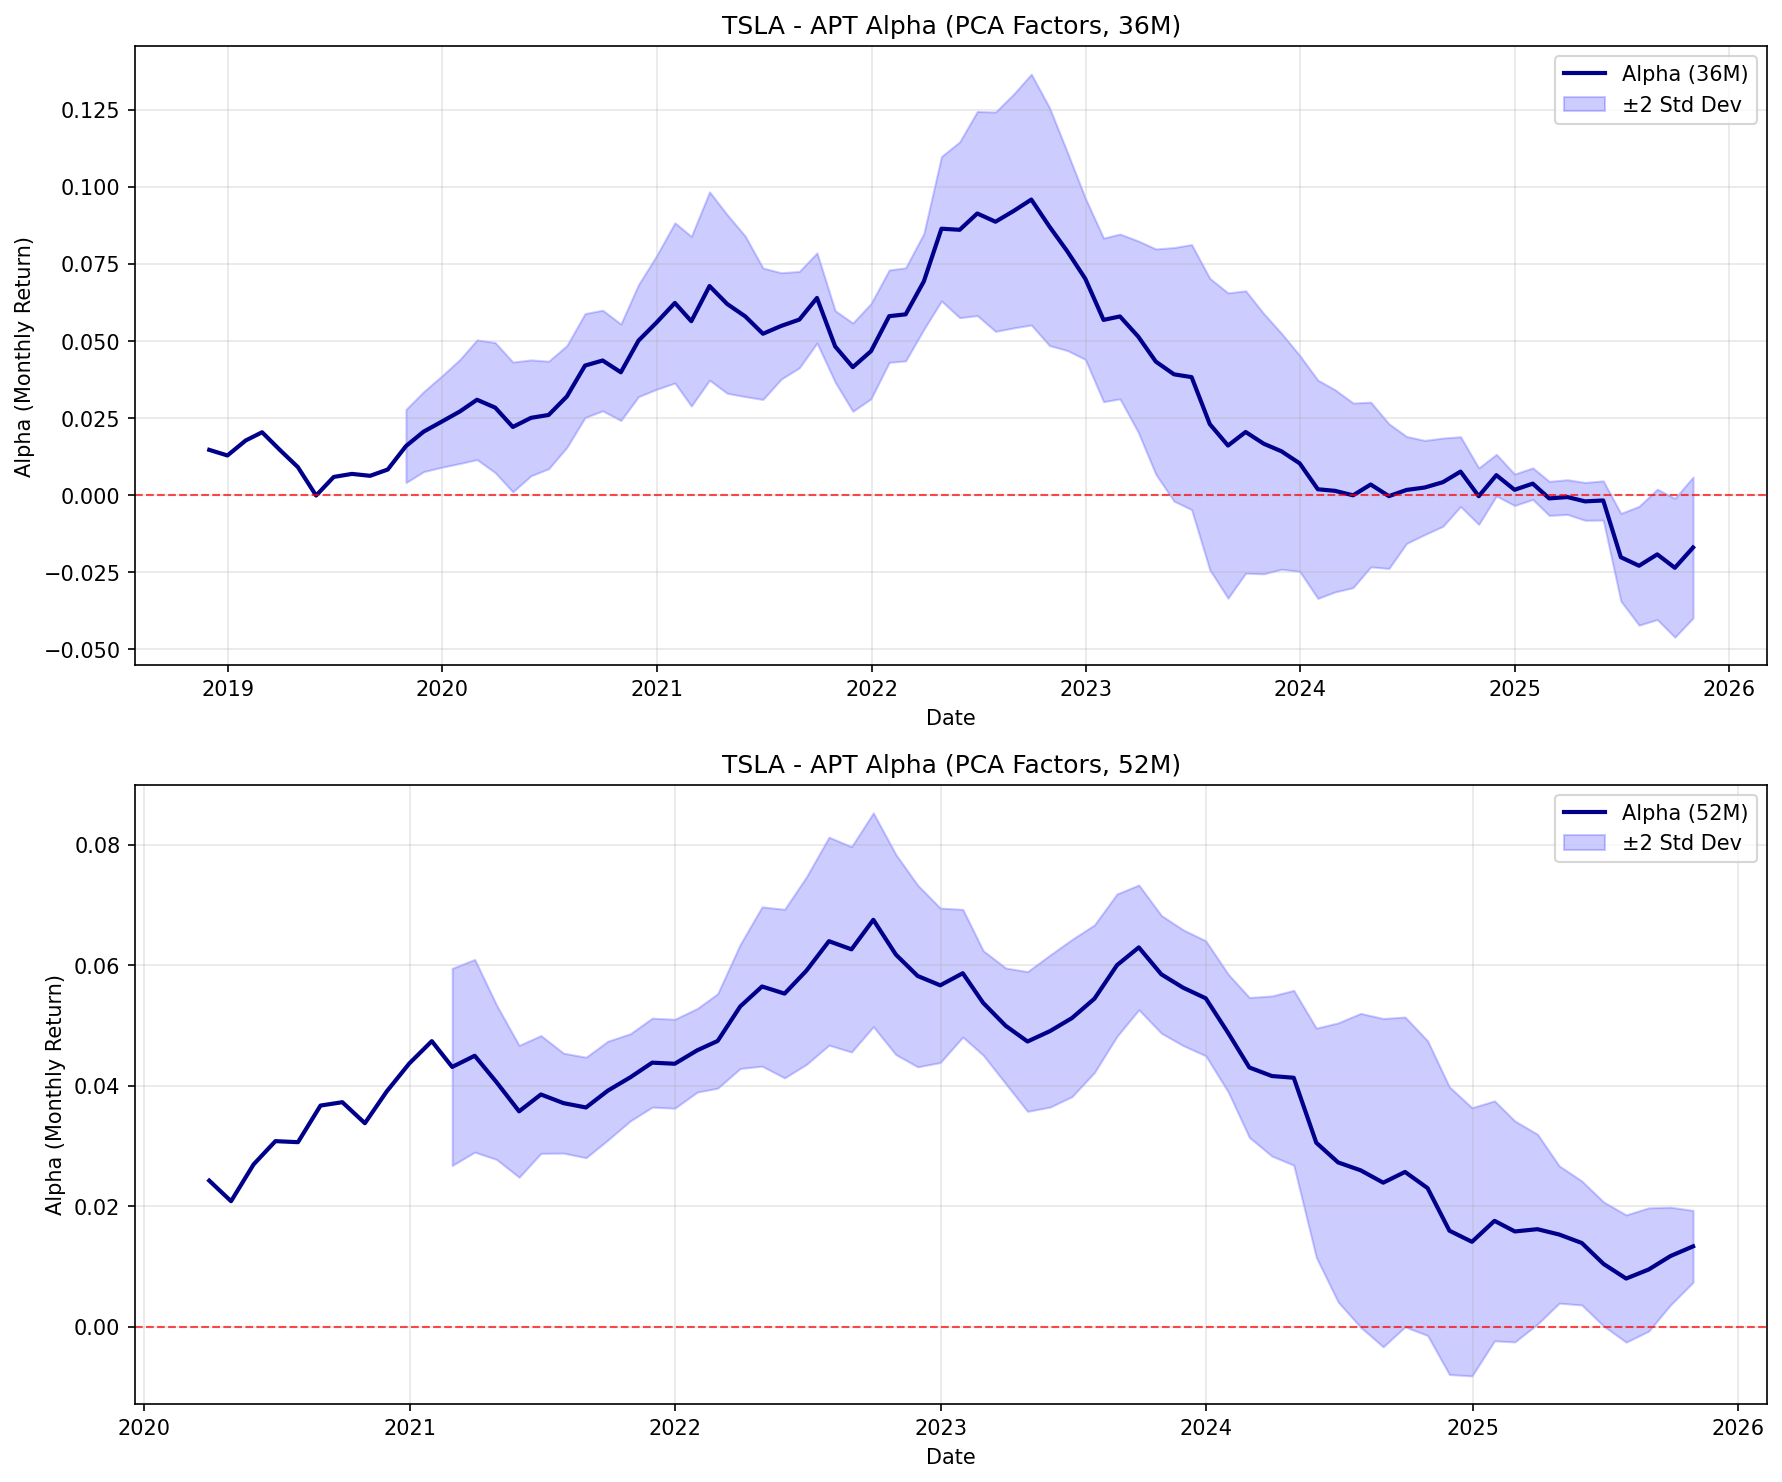 TSLA - APT Alpha (PCA Factors, 36M)
Alpha (36M)
±2 Std Dev
Alpha (Monthly Return)
0.125
0.100
0.075
0.050
0.025
0.000
−0.025
−0.050
2019 2020 2021 2022 2023 2024 2025 2026
Date
TSLA - APT Alpha (PCA Factors, 52M)
Alpha (52M)
±2 Std Dev
Alpha (Monthly Return)
0.08
0.06
0.04
0.02
0.00
2020 2021 2022 2023 2024 2025 2026
Date